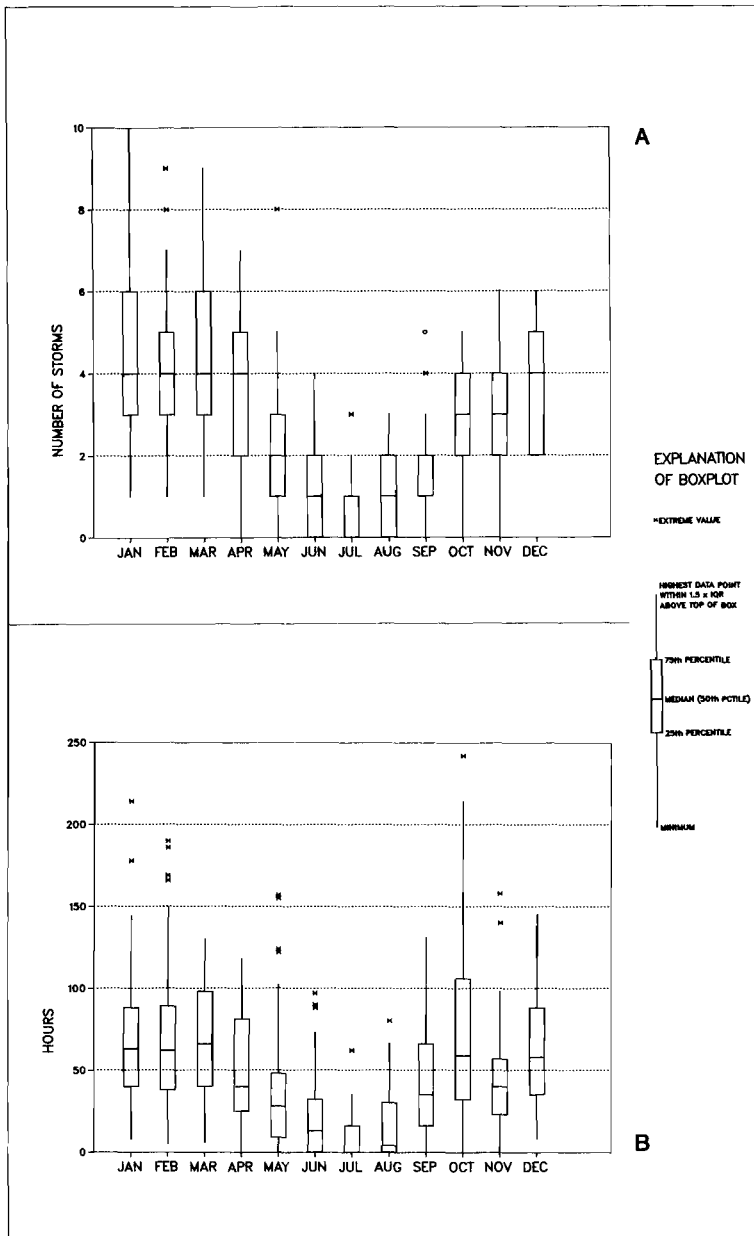 A
10
8
6
4
2
0
NUMBER OF STORMS
JAN FEB MAR APR MAY JUN JUL AUG SEP OCT NOV DEC
EXPLANATION
OF BOXPLOT
EXTREME VALUE
HIGHEST DATA POINT
WITHIN 1.5 x IQR
ABOVE TOP OF BOX
75th PERCENTILE
MEDIAN (50th PCTILE)
25th PERCENTILE
MINIMUM
250
200
150
100
50
0
HOURS
JAN FEB MAR APR MAY JUN JUL AUG SEP OCT NOV DEC
B